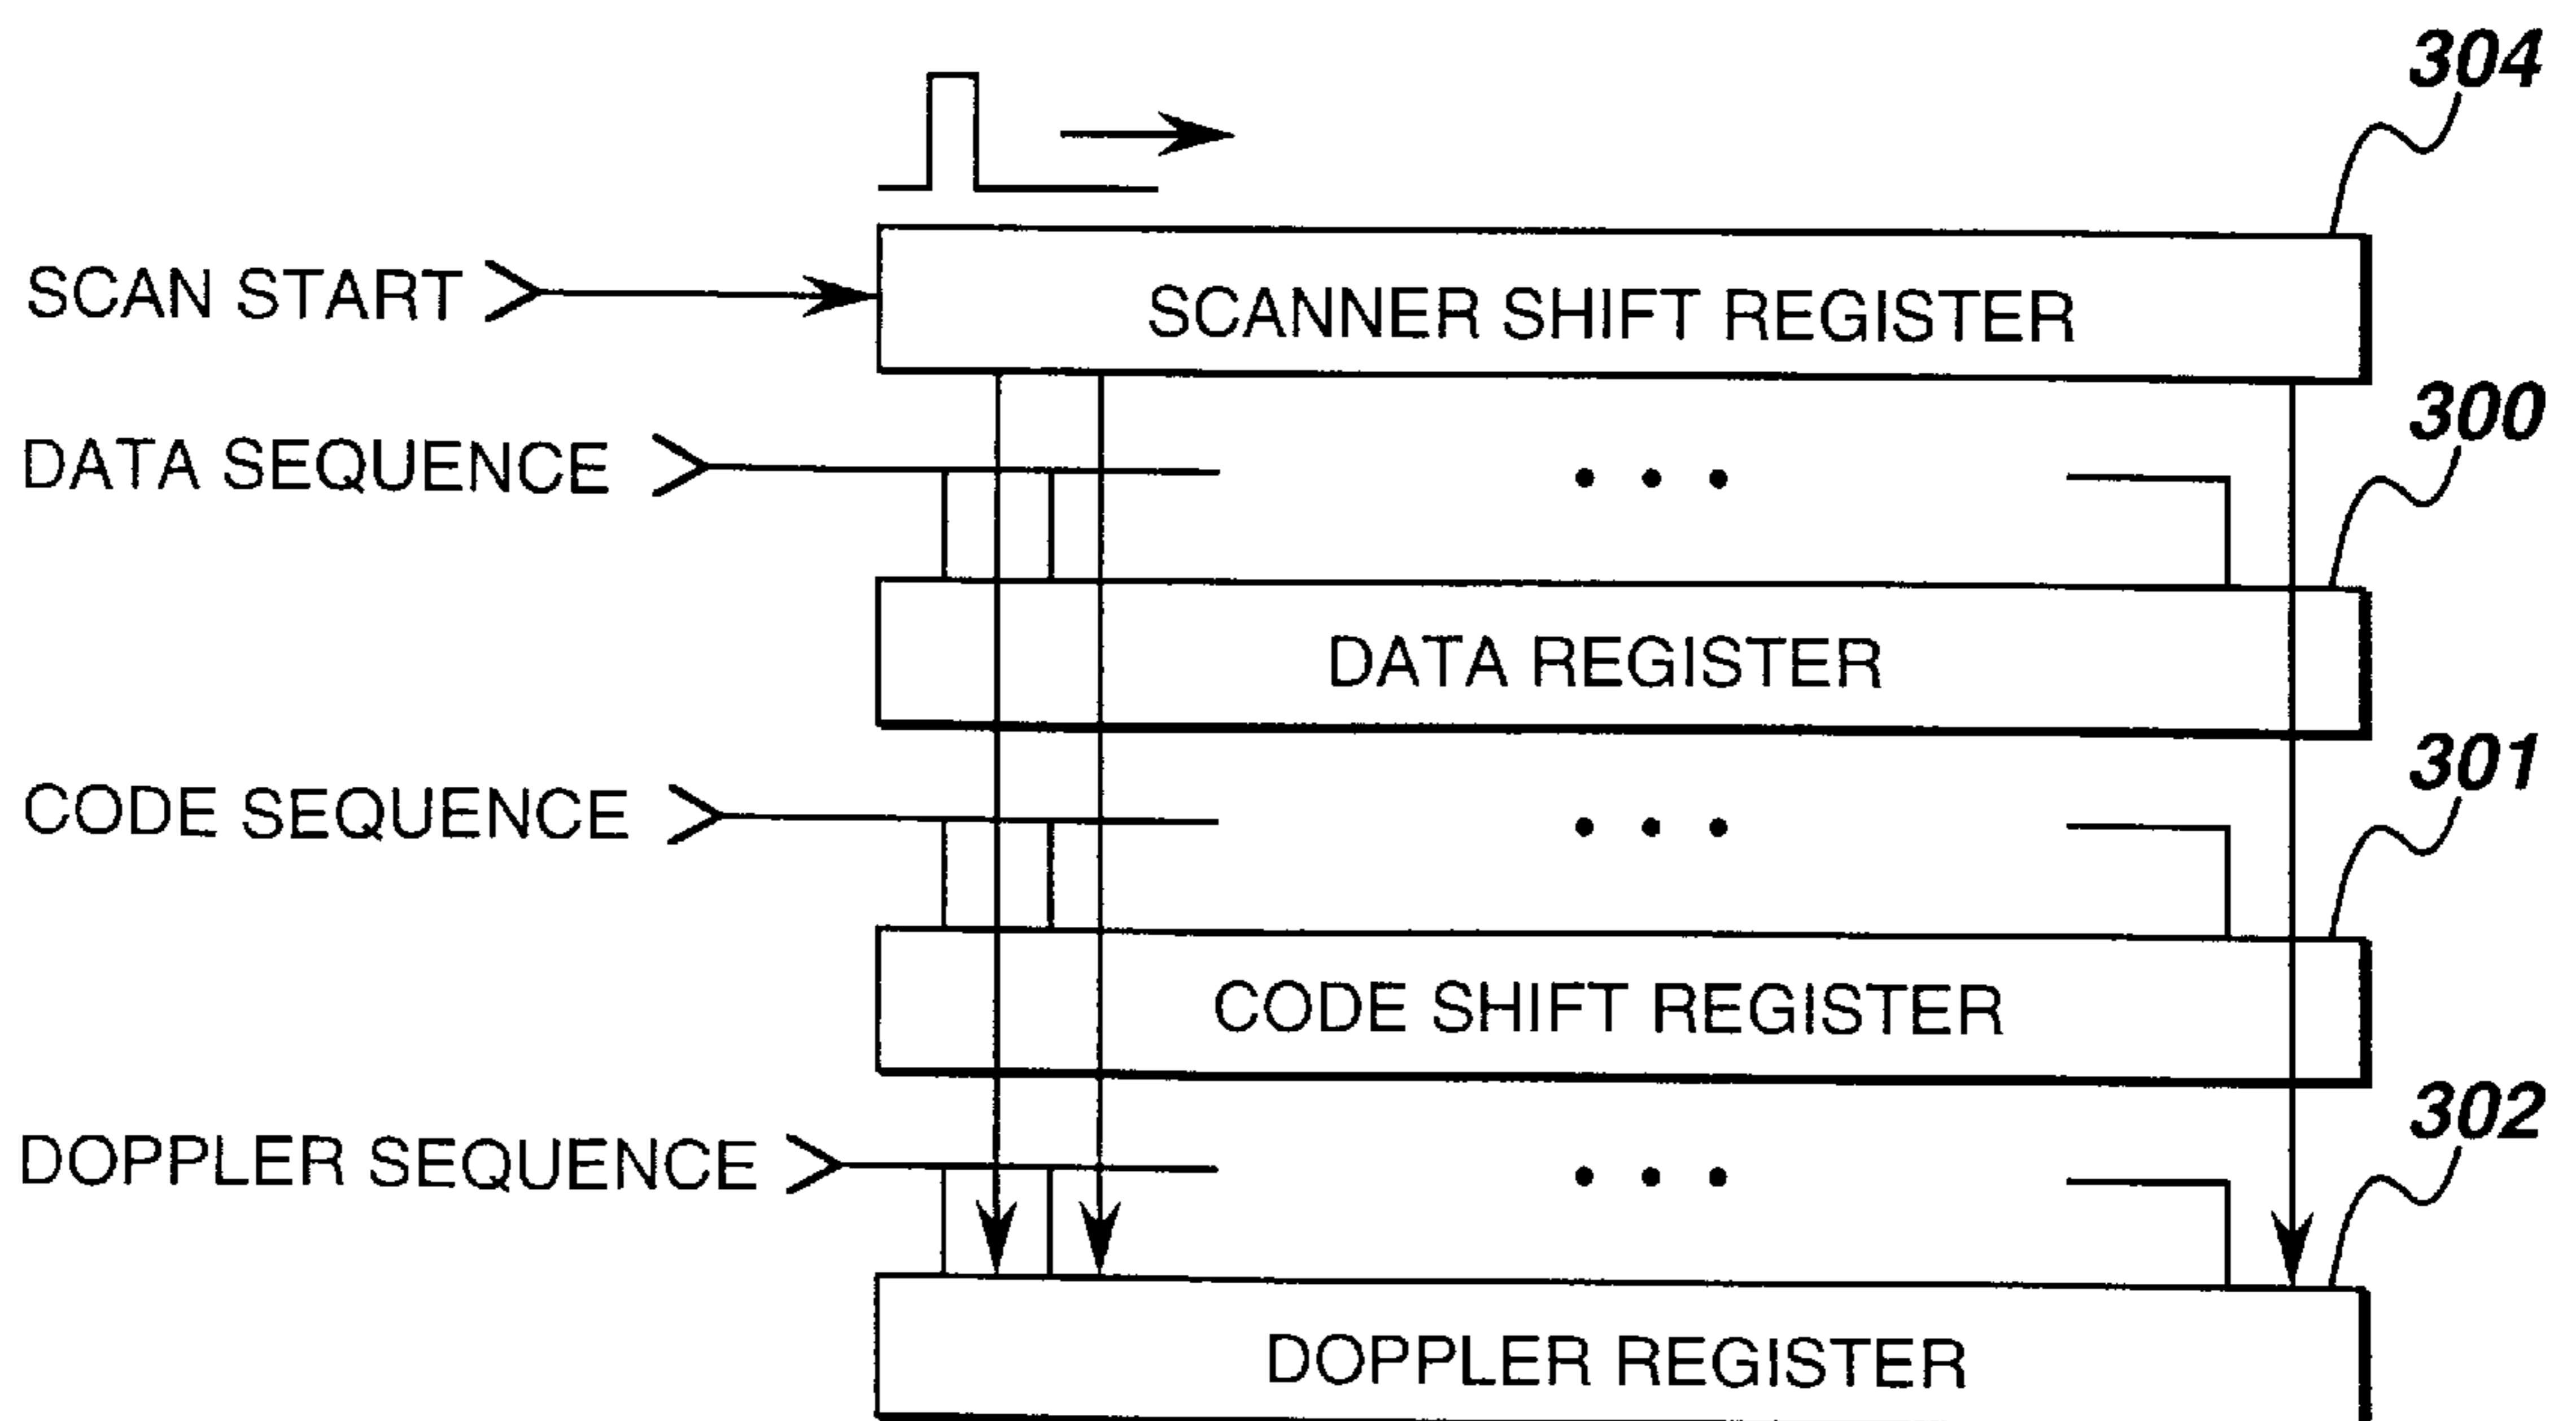 304
SCAN START
SCANNER SHIFT REGISTER
300
DATA SEQUENCE
DATA REGISTER
301
CODE SEQUENCE
CODE SHIFT REGISTER
302
DOPPLER SEQUENCE
DOPPLER REGISTER